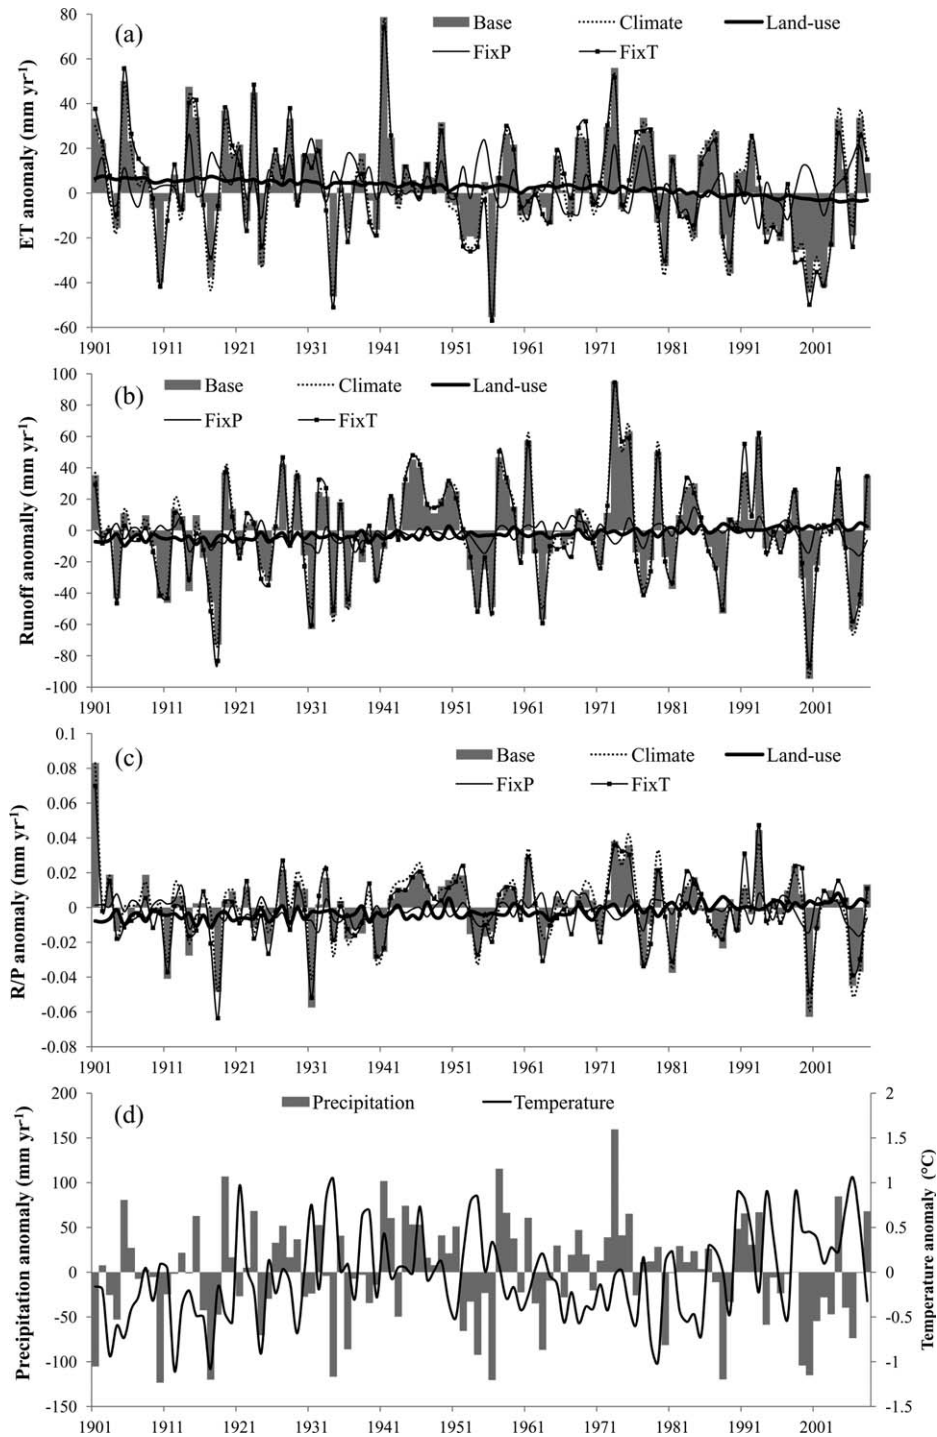 (a)
Base Climate Land-use
FixP FixT
ET anomaly (mm yr-1)
80
60
40
20
0
-20
-40
-60
1901 1911 1921 1931 1941 1951 1961 1971 1981 1991 2001
(b)
Base Climate Land-use
FixP FixT
Runoff anomally (mm yr-1)
100
80
60
40
20
0
-20
-40
-60
-80
-100
1901 1911 1921 1931 1941 1951 1961 1971 1981 1991 2001
(c)
Base Climate Land-use
FixP FixT
R/P anomaly (mm yr-1)
0.1
0.08
0.06
0.04
0.02
0
-0.02
-0.04
-0.06
-0.08
1901 1911 1921 1931 1941 1951 1961 1971 1981 1991 2001
(d)
Precipitation Temperature
Precipitation anomaly (mm yr-1)
200
150
100
50
0
-50
-100
-150
2
1.5
1
0.5
0
-0.5
-1
-1.5
Temperature anomaly (°C)
1901 1911 1921 1931 1941 1951 1961 1971 1981 1991 2001